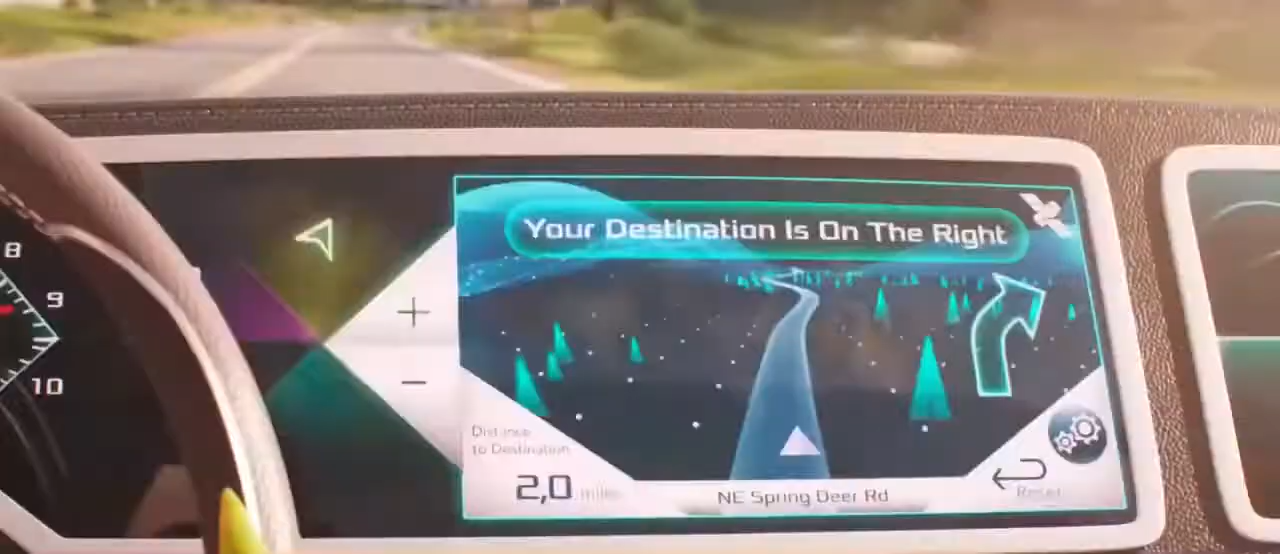 8
9
10
+
−
Your Destination Is On The Right
Distance
to Destination
2,0 miles
NE Spring Deer Rd
Reset